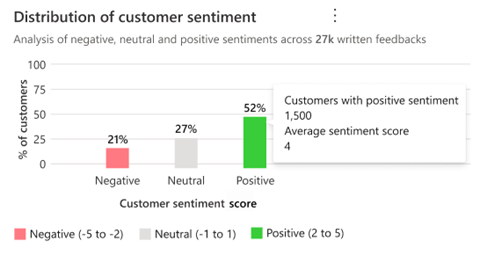 Distribution of customer sentiment
Analysis of negative, neutral and positive sentiments across 27k written feedbacks
% of customers
100
75
50
25
0
21%
27%
52%
Customers with positive sentiment
1,500
Average sentiment score
4
Negative
Neutral
Positive
Customer sentiment score
Negative (-5 to -2)
Neutral (-1 to 1)
Positive (2 to 5)